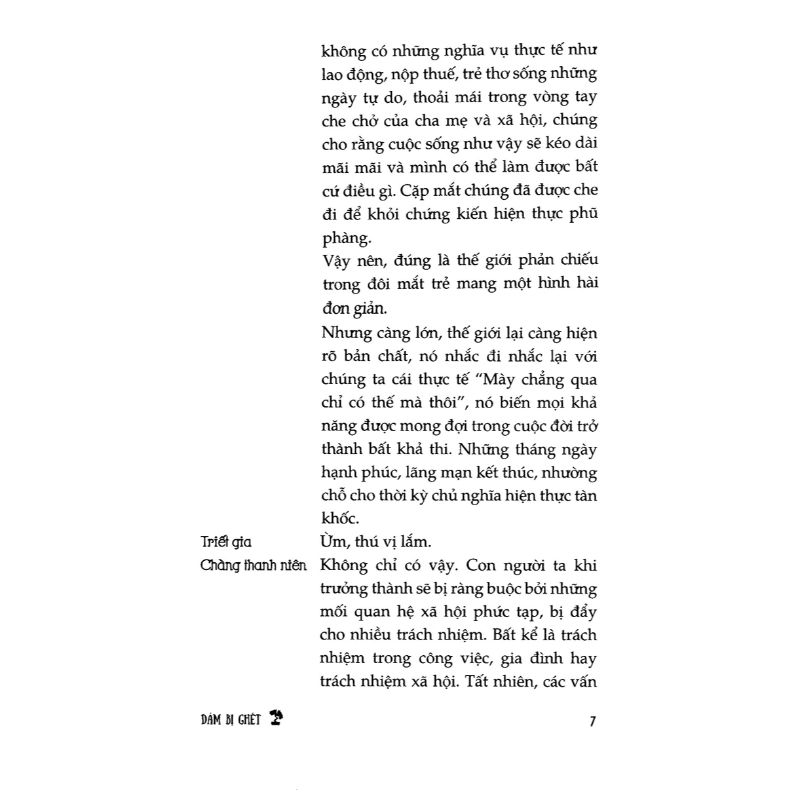 không có những nghĩa vụ thực tế như
lao động, nộp thuế, trẻ thơ sống những
ngày tự do, thoải mái trong vòng tay
che chở của cha mẹ và xã hội, chúng
cho rằng cuộc sống như vậy sẽ kéo dài
mãi mãi và mình có thể làm được bất
cứ điều gì. Cặp mắt chúng đã được che
đi để khỏi chứng kiến hiện thực phũ
phàng.
Vậy nên, đúng là thế giới phản chiếu
trong đôi mắt trẻ mang một hình hài
đơn giản.
Nhưng càng lớn, thế giới lại càng hiện
rõ bản chất, nó nhắc đi nhắc lại với
chúng ta cái thực tế “Mày chẳng qua
chỉ có thế mà thôi”, nó biến mọi khả
năng được mong đợi trong cuộc đời trở
thành bất khả thi. Những tháng ngày
hạnh phúc, lãng mạn kết thúc, nhường
chỗ cho thời kỳ chủ nghĩa hiện thực tàn
khốc.
Triết gia Ừm, thú vị lắm.
Chàng thanh niên Không chỉ có vậy. Con người ta khi
trưởng thành sẽ bị ràng buộc bởi những
mối quan hệ xã hội phức tạp, bị đẩy
cho nhiều trách nhiệm. Bất kể là trách
nhiệm trong công việc, gia đình hay
trách nhiệm xã hội. Tất nhiên, các vấn
DÁM BỊ GHÉT 7